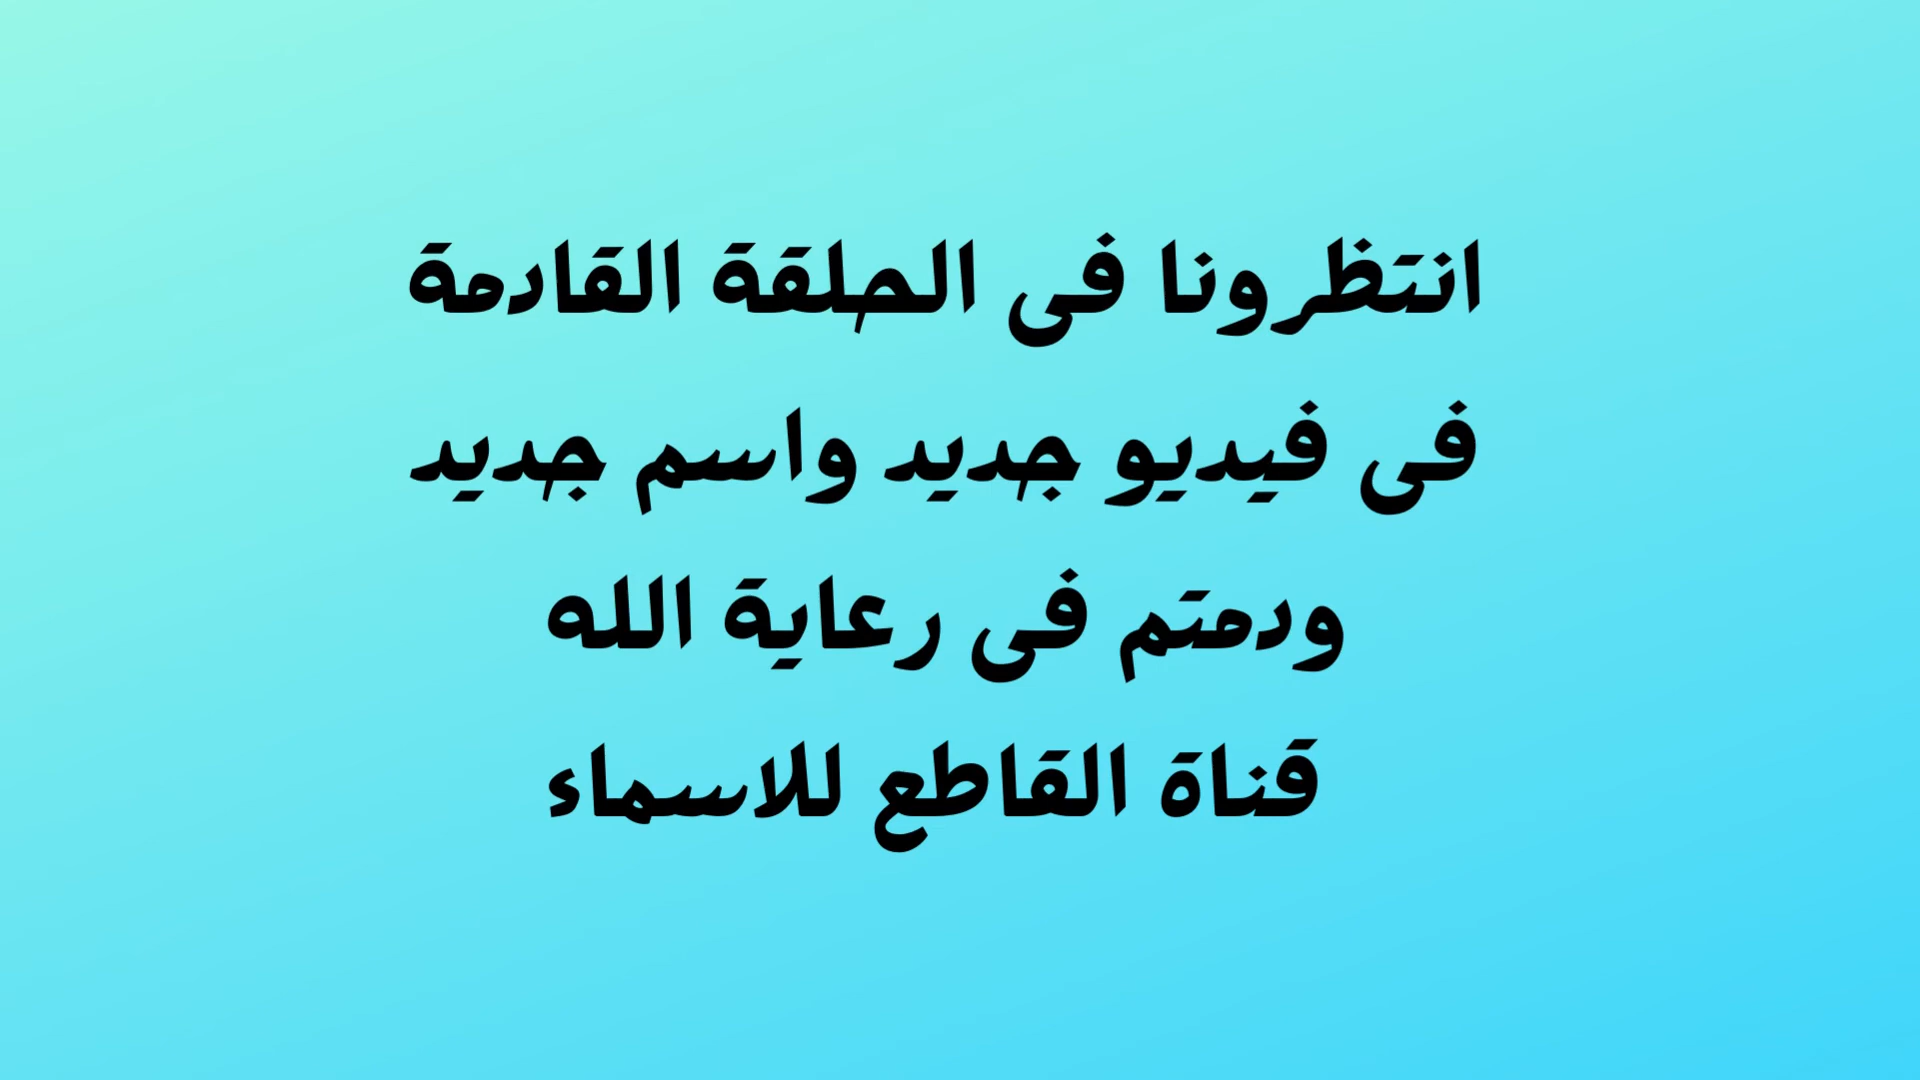 انتظرونا فى الحلقة القادمة
فى فيديو جديد واسم جديد
ودمتم فى رعاية الله
قناة القاطع للاسماء